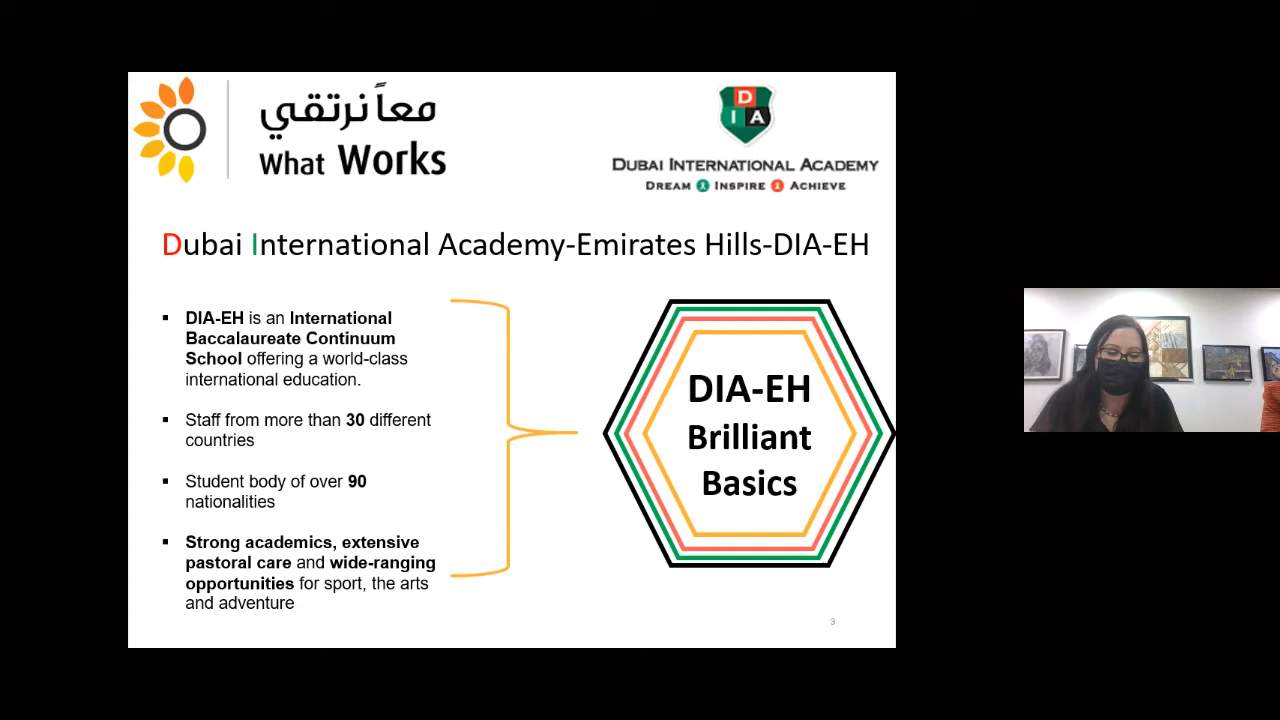 معاً نرتقي
What Works
D
I A
DUBAI INTERNATIONAL ACADEMY
DREAM INSPIRE ACHIEVE
Dubai International Academy-Emirates Hills-DIA-EH
▪ DIA-EH is an International
Baccalaureate Continuum
School offering a world-class
international education.
▪ Staff from more than 30 different
countries
▪ Student body of over 90
nationalities
▪ Strong academics, extensive
pastoral care and wide-ranging
opportunities for sport, the arts
and adventure
DIA-EH
Brilliant
Basics
3